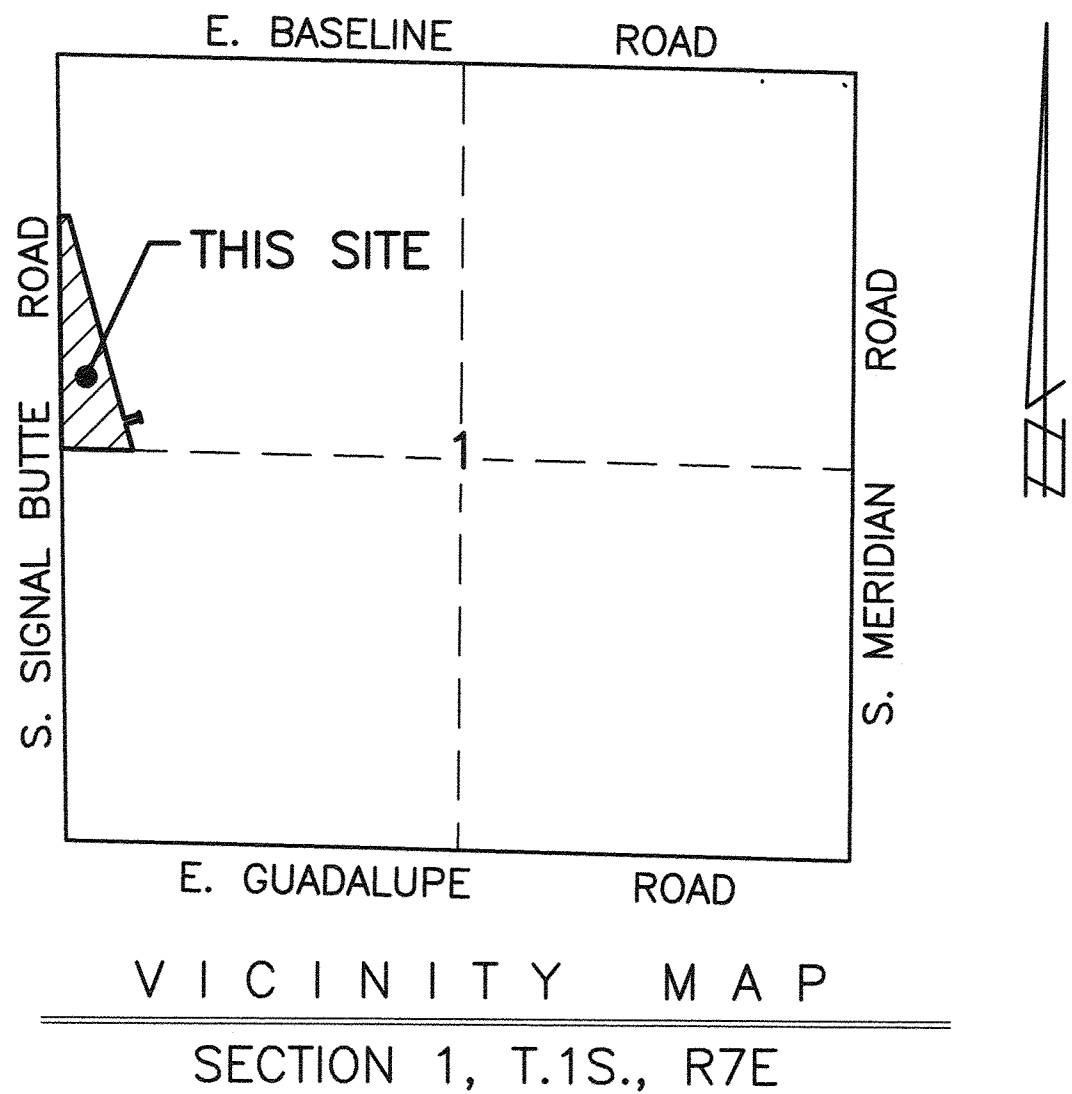 E. BASELINE ROAD
THIS SITE
S. SIGNAL BUTTE ROAD
1
S. MERIDIAN ROAD
N
E. GUADALUPE ROAD
VICINITY MAP
SECTION 1, T.1S., R7E